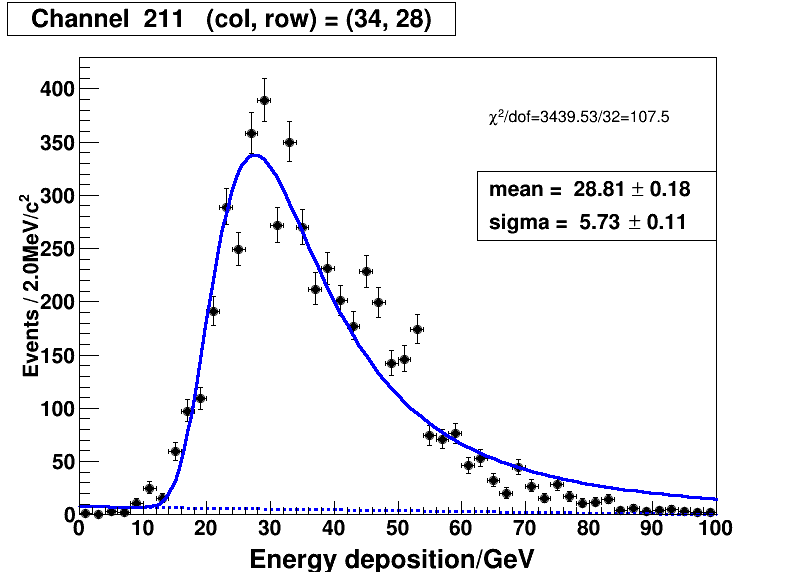 Channel 211 (col, row) = (34, 28)
χ²/dof=3439.53/32=107.5
mean = 28.81 ± 0.18
sigma = 5.73 ± 0.11
Events / 2.0MeV/c²
400
350
300
250
200
150
100
50
0
0 10 20 30 40 50 60 70 80 90 100
Energy deposition/GeV